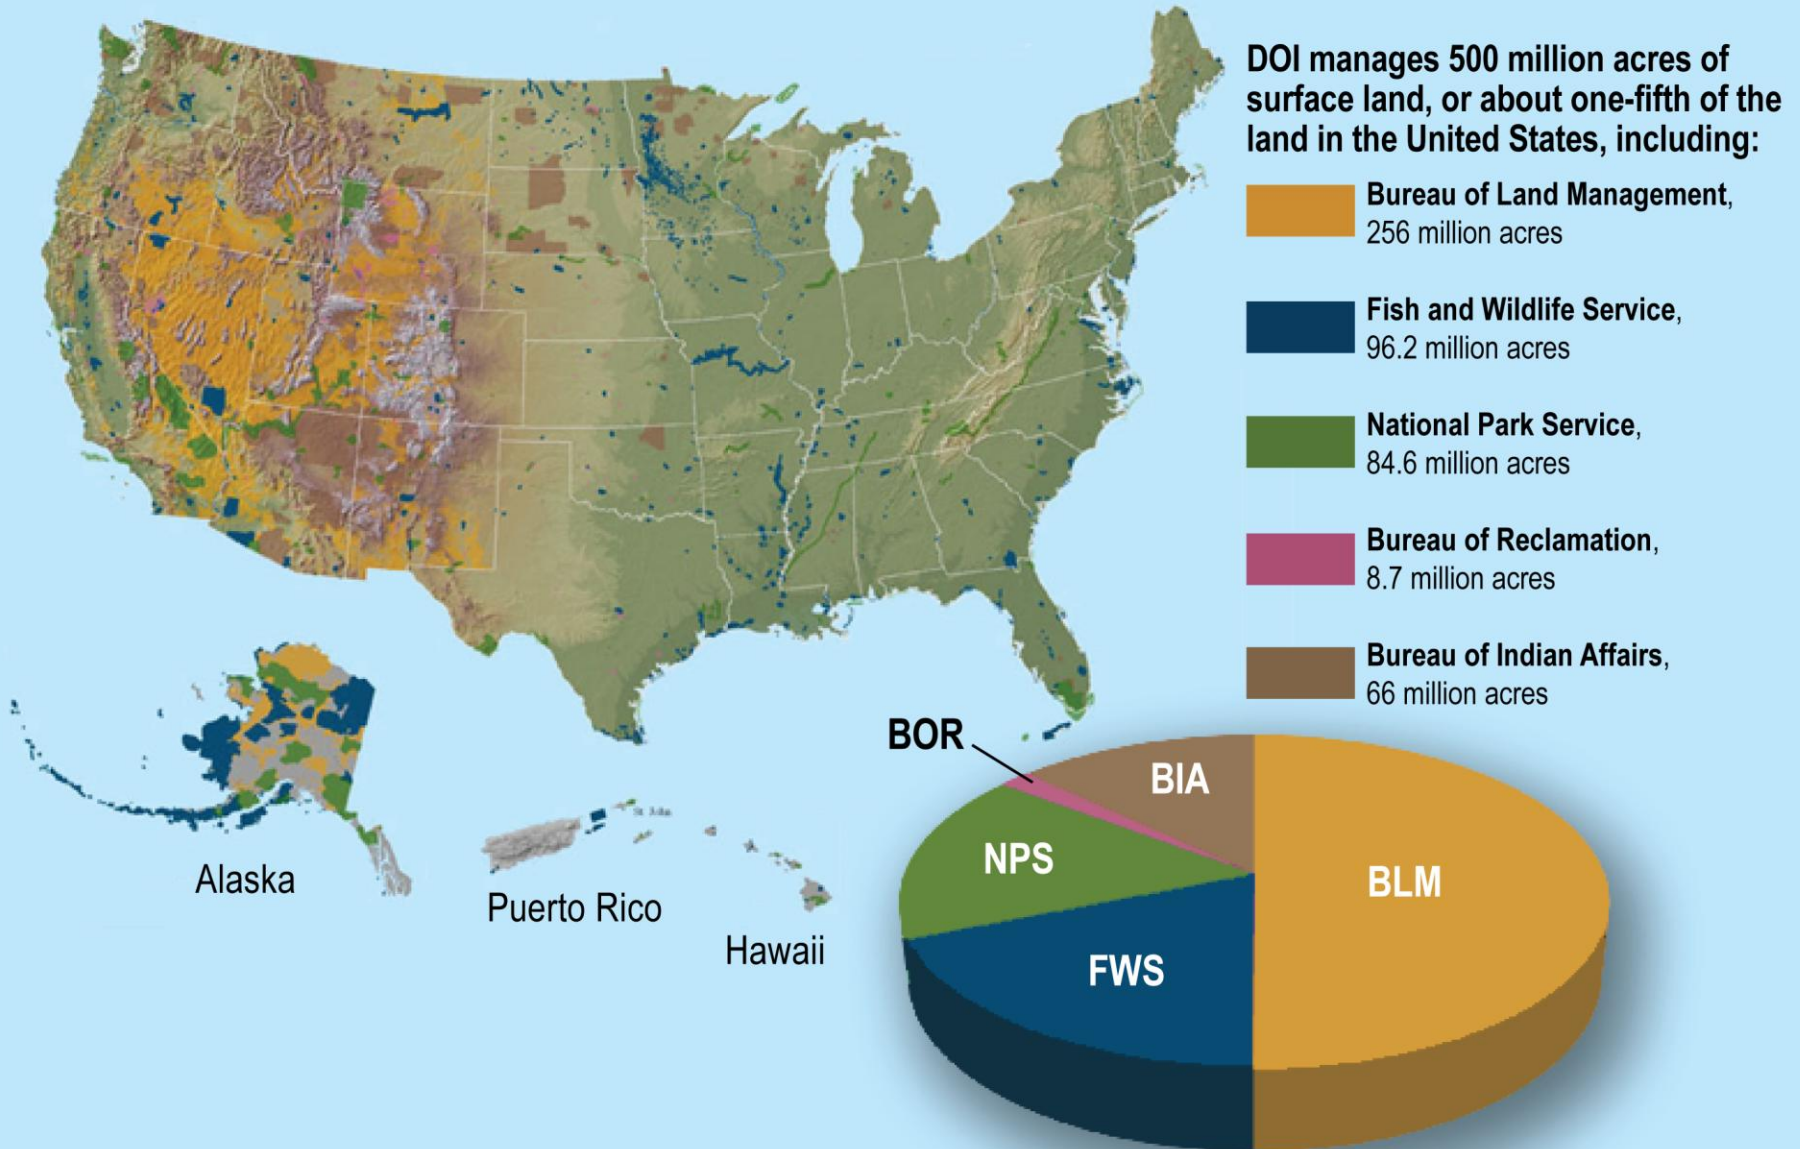 DOI manages 500 million acres of
surface land, or about one-fifth of the
land in the United States, including:
Bureau of Land Management,
256 million acres
Fish and Wildlife Service,
96.2 million acres
National Park Service,
84.6 million acres
Bureau of Reclamation,
8.7 million acres
Bureau of Indian Affairs,
66 million acres
BOR
BIA
NPS
BLM
FWS
St. John
Alaska
Puerto Rico
Hawaii